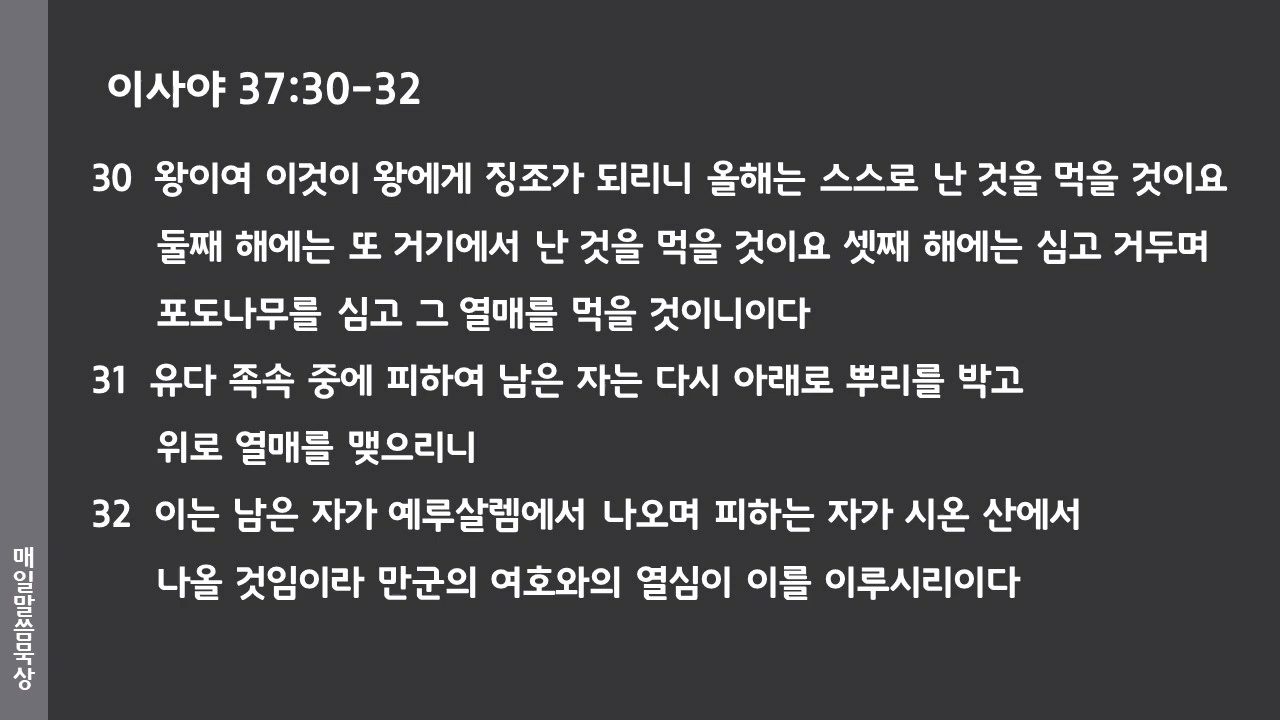 이사야 37:30-32
30 왕이여 이것이 왕에게 징조가 되리니 올해는 스스로 난 것을 먹을 것이요
둘째 해에는 또 거기에서 난 것을 먹을 것이요 셋째 해에는 심고 거두며
포도나무를 심고 그 열매를 먹을 것이니이다
31 유다 족속 중에 피하여 남은 자는 다시 아래로 뿌리를 박고
위로 열매를 맺으리니
32 이는 남은 자가 예루살렘에서 나오며 피하는 자가 시온 산에서
나올 것임이라 만군의 여호와의 열심이 이를 이루시리이다
매일말씀묵상